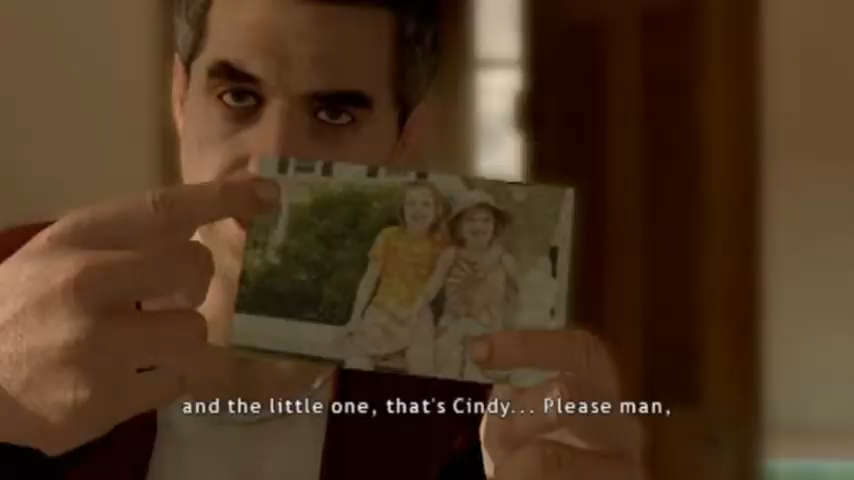 and the little one, that's Cindy... Please man,